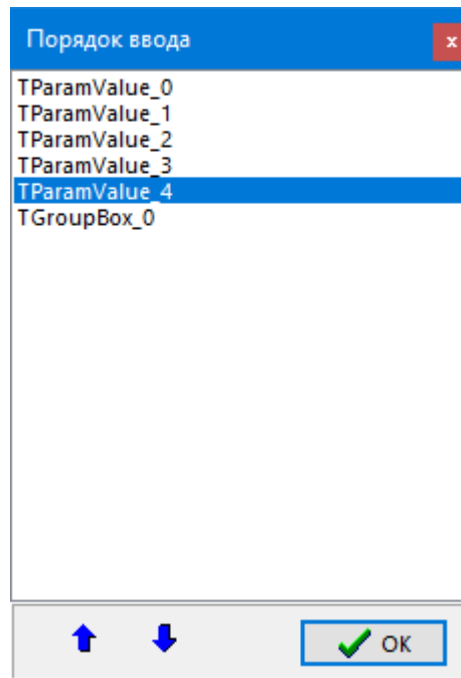 Порядок ввода
x
TParamValue_0
TParamValue_1
TParamValue_2
TParamValue_3
TParamValue_4
TGroupBox_0
OK